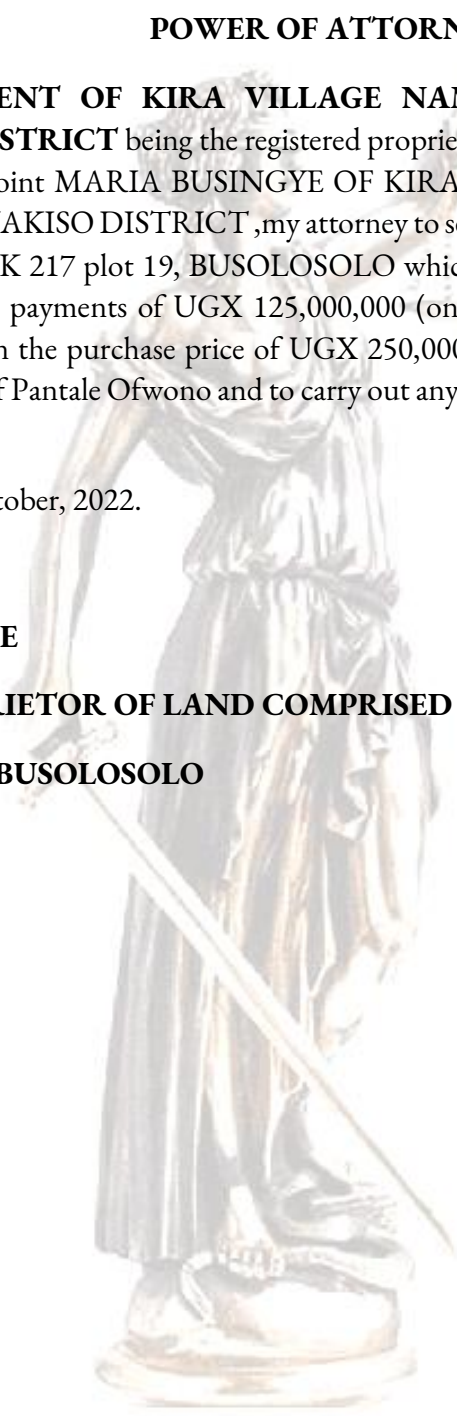 POWER OF ATTORN
ENT OF KIRA VILLAGE NAM
STRICT being the registered proprie
oint MARIA BUSINGYE OF KIRA
AKISO DISTRICT ,my attorney to se
K 217 plot 19, BUSOLOSOLO whic
payments of UGX 125,000,000 (on
n the purchase price of UGX 250,000
f Pantale Ofwono and to carry out any
tober, 2022.
E
RIETOR OF LAND COMPRISED
BUSOLOSOLO